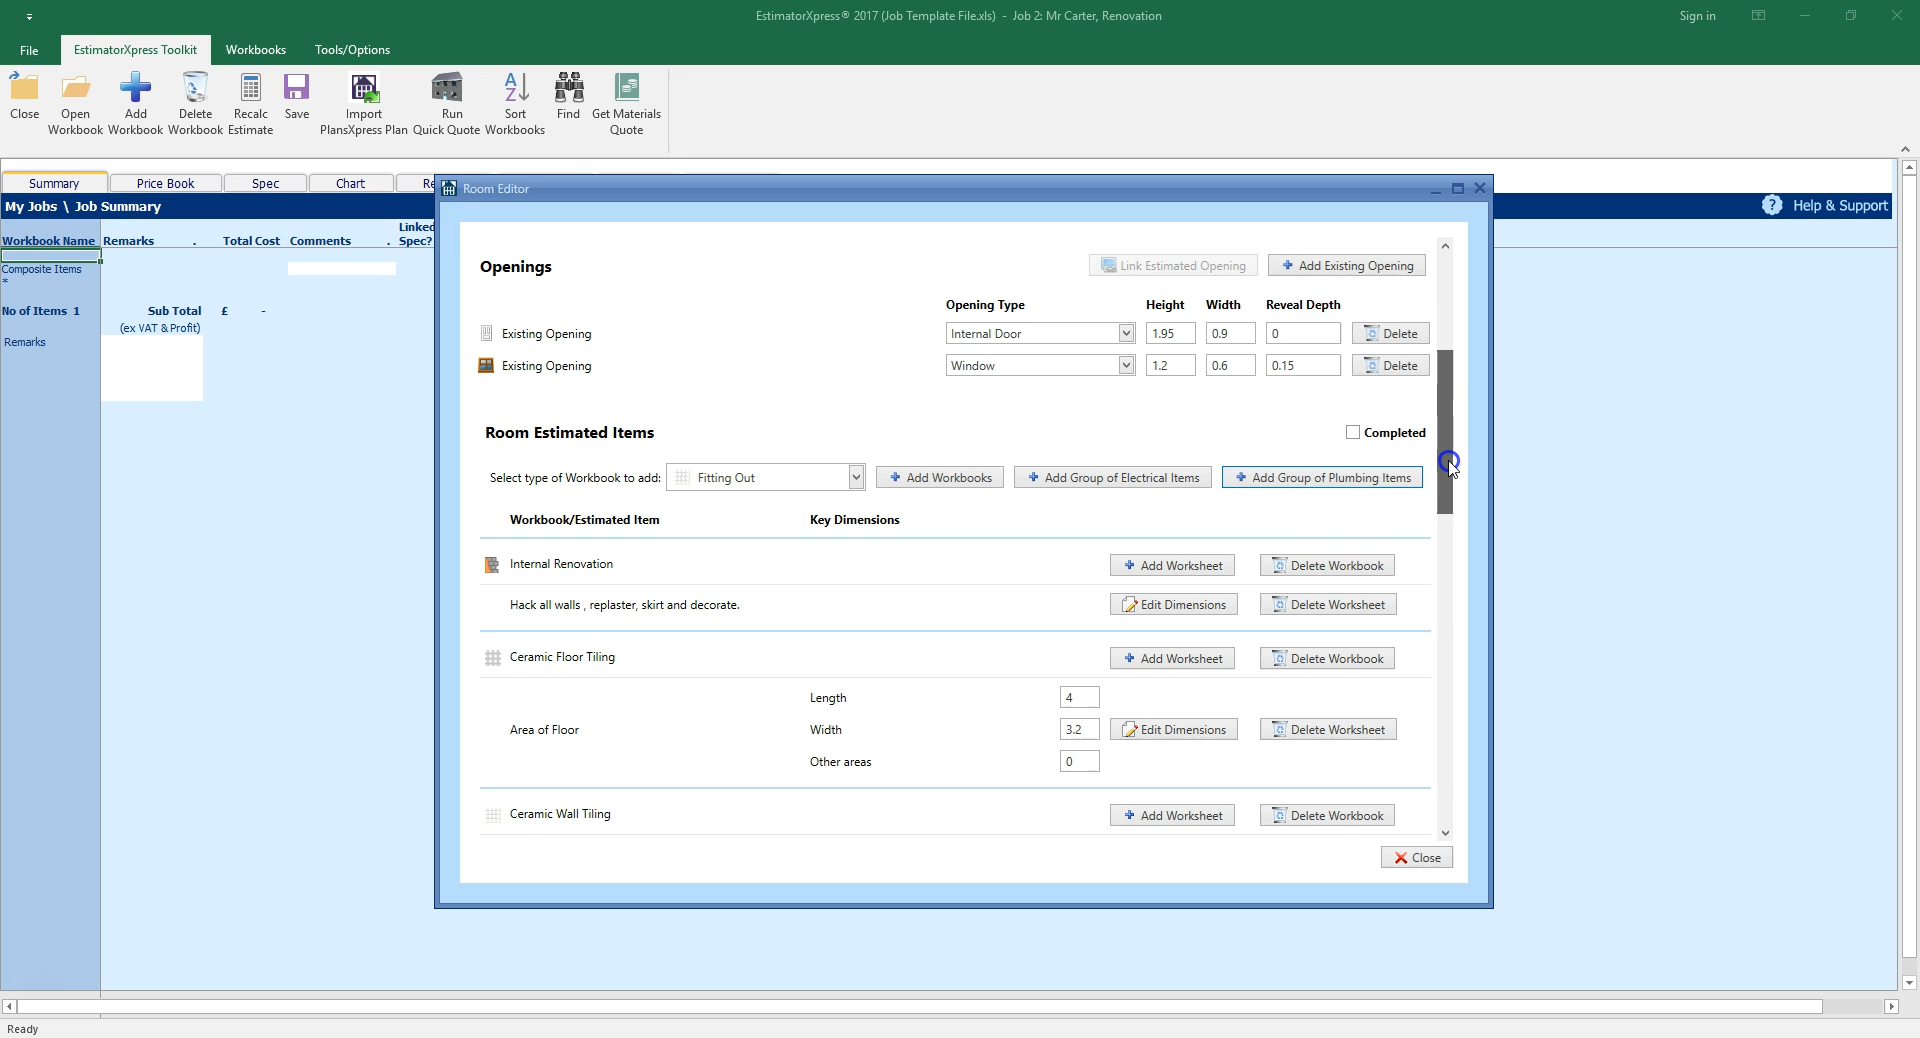 EstimatorXpress® 2017 (Job Template File.xls) - Job 2: Mr Carter, Renovation
Sign in
File
EstimatorXpress Toolkit
Workbooks
Tools/Options
Close
Open Workbook
Add Workbook
Delete Workbook
Recalc Estimate
Save
Import PlansXpress Plan
Run Quick Quote
Sort Workbooks
Find
Get Materials Quote
Summary
Price Book
Spec
Chart
My Jobs \ Job Summary
Help & Support
Workbook Name
Remarks .
Total Cost
Comments .
Linked Spec?
Composite Items
*
No of Items 1
Sub Total £ -
(ex VAT & Profit)
Remarks
Room Editor
Openings
Link Estimated Opening
+ Add Existing Opening
Opening Type Height Width Reveal Depth
Existing Opening Internal Door 1.95 0.9 0 Delete
Existing Opening Window 1.2 0.6 0.15 Delete
Room Estimated Items
Completed
Select type of Workbook to add: Fitting Out + Add Workbooks + Add Group of Electrical Items + Add Group of Plumbing Items
Workbook/Estimated Item Key Dimensions
Internal Renovation + Add Worksheet Delete Workbook
Hack all walls , replaster, skirt and decorate. Edit Dimensions Delete Worksheet
Ceramic Floor Tiling + Add Worksheet Delete Workbook
Length 4
Area of Floor Width 3.2 Edit Dimensions Delete Worksheet
Other areas 0
Ceramic Wall Tiling + Add Worksheet Delete Workbook
Close
Ready